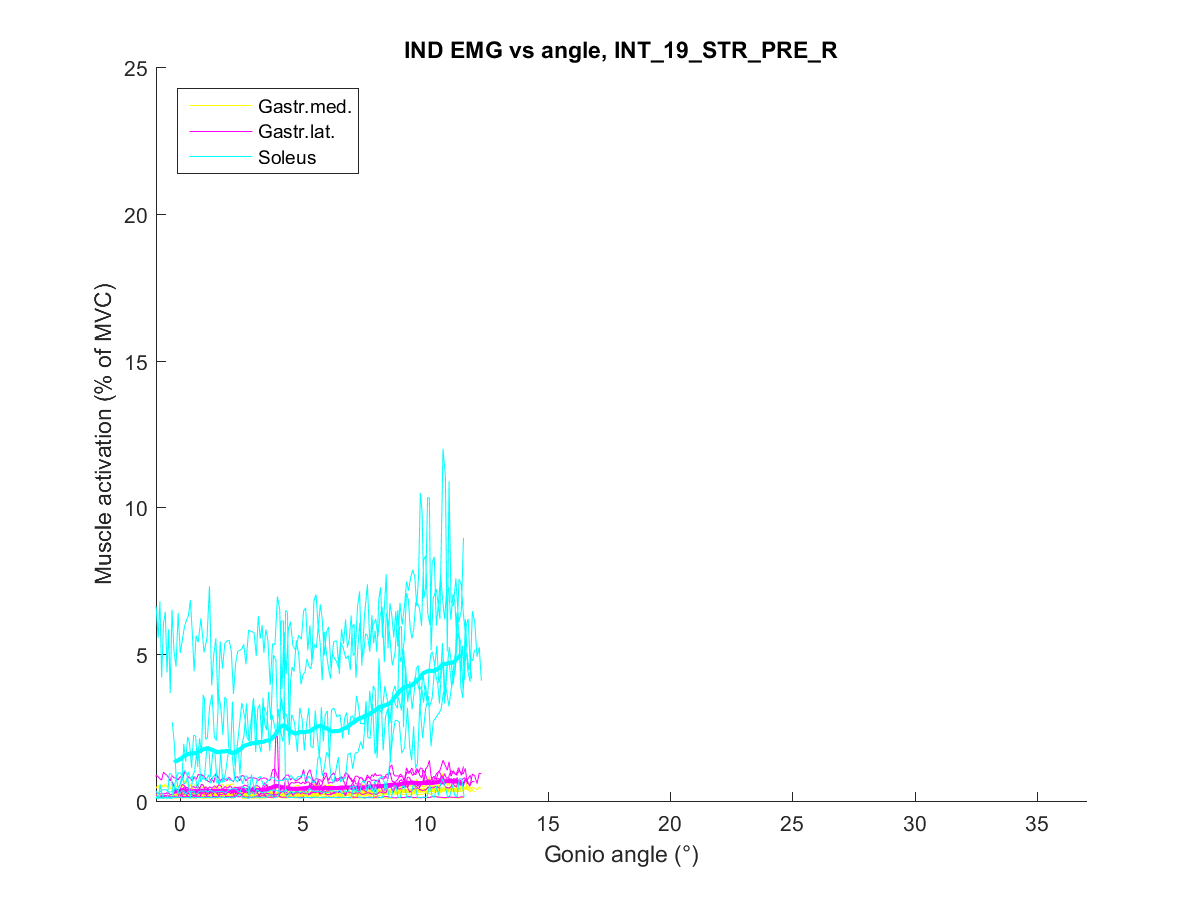 IND EMG vs angle, INT_19_STR_PRE_R
25
Gastr.med.
Gastr.lat.
Soleus
20
15
10
5
0
Muscle activation (% of MVC)
0 5 10 15 20 25 30 35
Gonio angle (°)